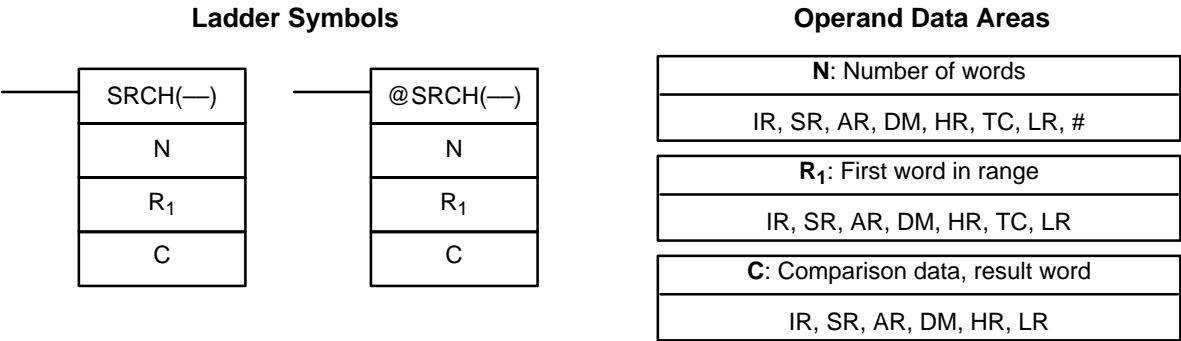 Ladder Symbols
SRCH(—)
N
R1
C
@SRCH(—)
N
R1
C
Operand Data Areas
N: Number of words
IR, SR, AR, DM, HR, TC, LR, #
R1: First word in range
IR, SR, AR, DM, HR, TC, LR
C: Comparison data, result word
IR, SR, AR, DM, HR, LR